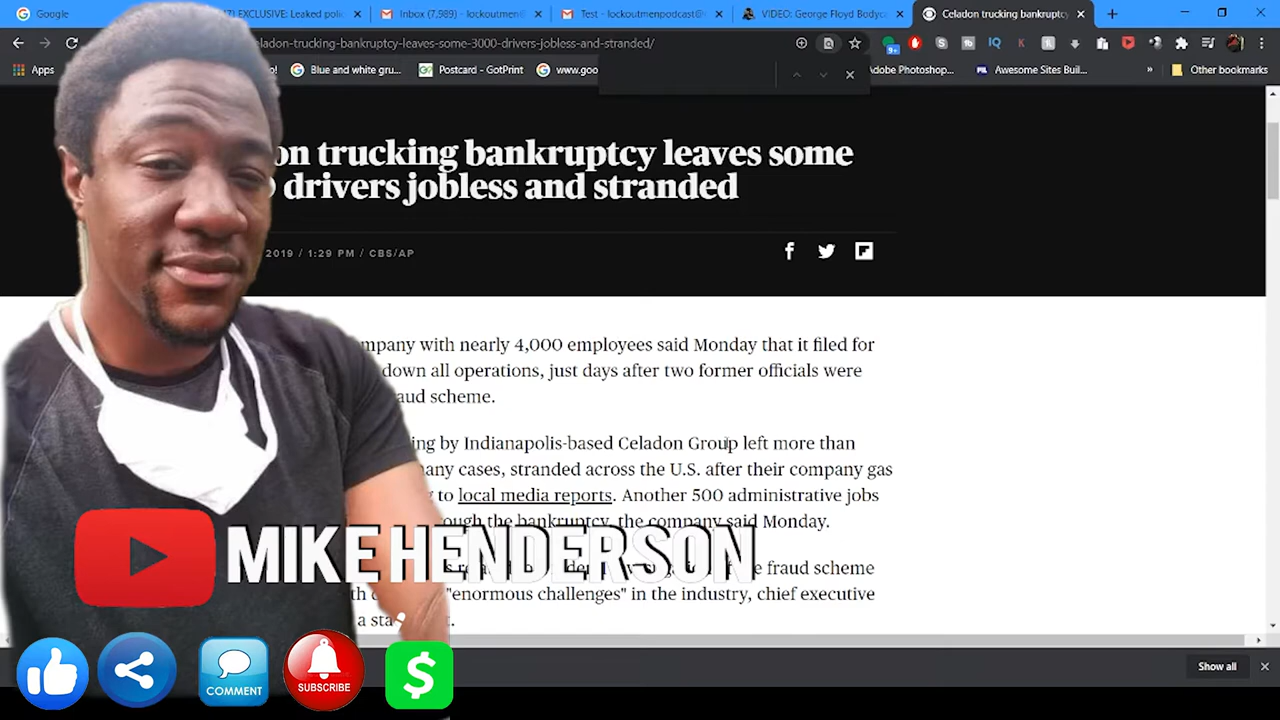 Google
(7) EXCLUSIVE: Leaked poli
Inbox (7,989) - lockoutmen@
Test - lockoutmenpodcast@
VIDEO: George Floyd Bodyc
Celadon trucking bankruptcy
eladon-trucking-bankruptcy-leaves-some-3000-drivers-jobless-and-stranded/
Apps
Blue and white gru...
Postcard - GotPrint
www.goo
Adobe Photoshop...
Awesome Sites Buil...
»
Other bookmarks
on trucking bankruptcy leaves some
drivers jobless and stranded
2019 / 1:29 PM / CBS/AP
mpany with nearly 4,000 employees said Monday that it filed for
down all operations, just days after two former officials were
aud scheme.
ing by Indianapolis-based Celadon Group left more than
any cases, stranded across the U.S. after their company gas
to local media reports. Another 500 administrative jobs
ough the bankruptcy, the company said Monday.
MIKE HENDERSON
fraud scheme
"enormous challenges" in the industry, chief executive
a sta
COMMENT
SUBSCRIBE
$
Show all